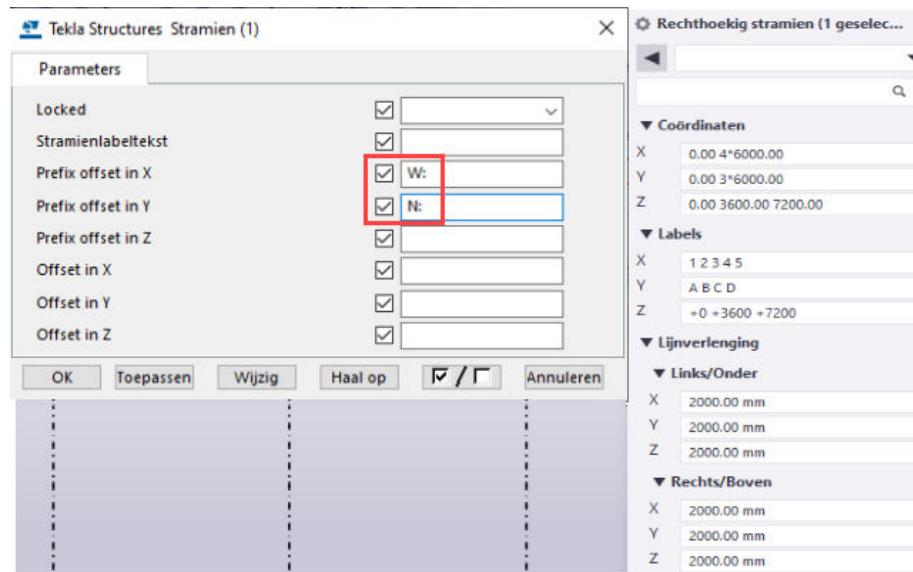 Tekla Structures Stramien (1)
Parameters
Locked
Stramienlabeltekst
Prefix offset in X W:
Prefix offset in Y N:
Prefix offset in Z
Offset in X
Offset in Y
Offset in Z
OK Toepassen Wijzig Haal op / Annuleren
Rechthoekig stramien (1 geselec...
Coördinaten
X 0.00 4*6000.00
Y 0.00 3*6000.00
Z 0.00 3600.00 7200.00
Labels
X 1 2 3 4 5
Y A B C D
Z +0 +3600 +7200
Lijnverlenging
Links/Onder
X 2000.00 mm
Y 2000.00 mm
Z 2000.00 mm
Rechts/Boven
X 2000.00 mm
Y 2000.00 mm
Z 2000.00 mm